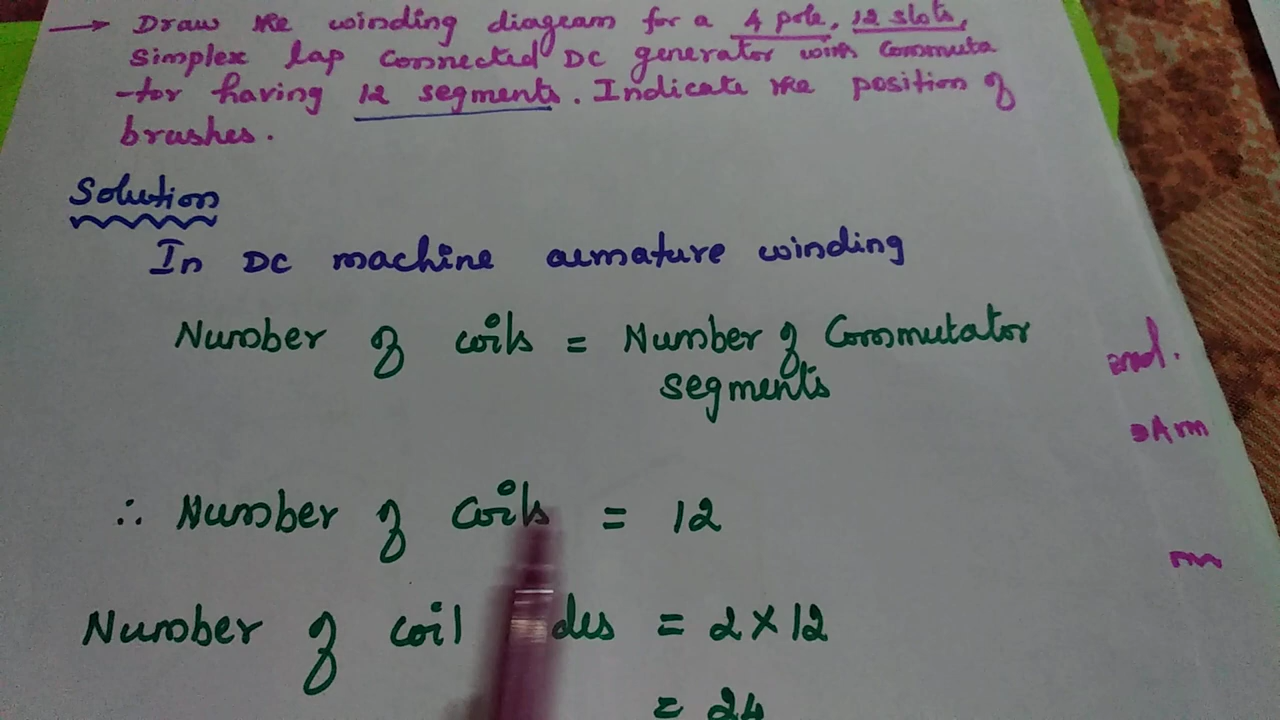 → Draw the winding diagram for a 4 pole, 12 slots,
simplex lap connected DC generator with commuta
-tor having 12 segments. Indicate the position of
brushes.
Solution
In DC machine armature winding
Number of coils = Number of Commutator
segments
∴ Number of coils = 12
Number of coil des = 2 × 12
= 24